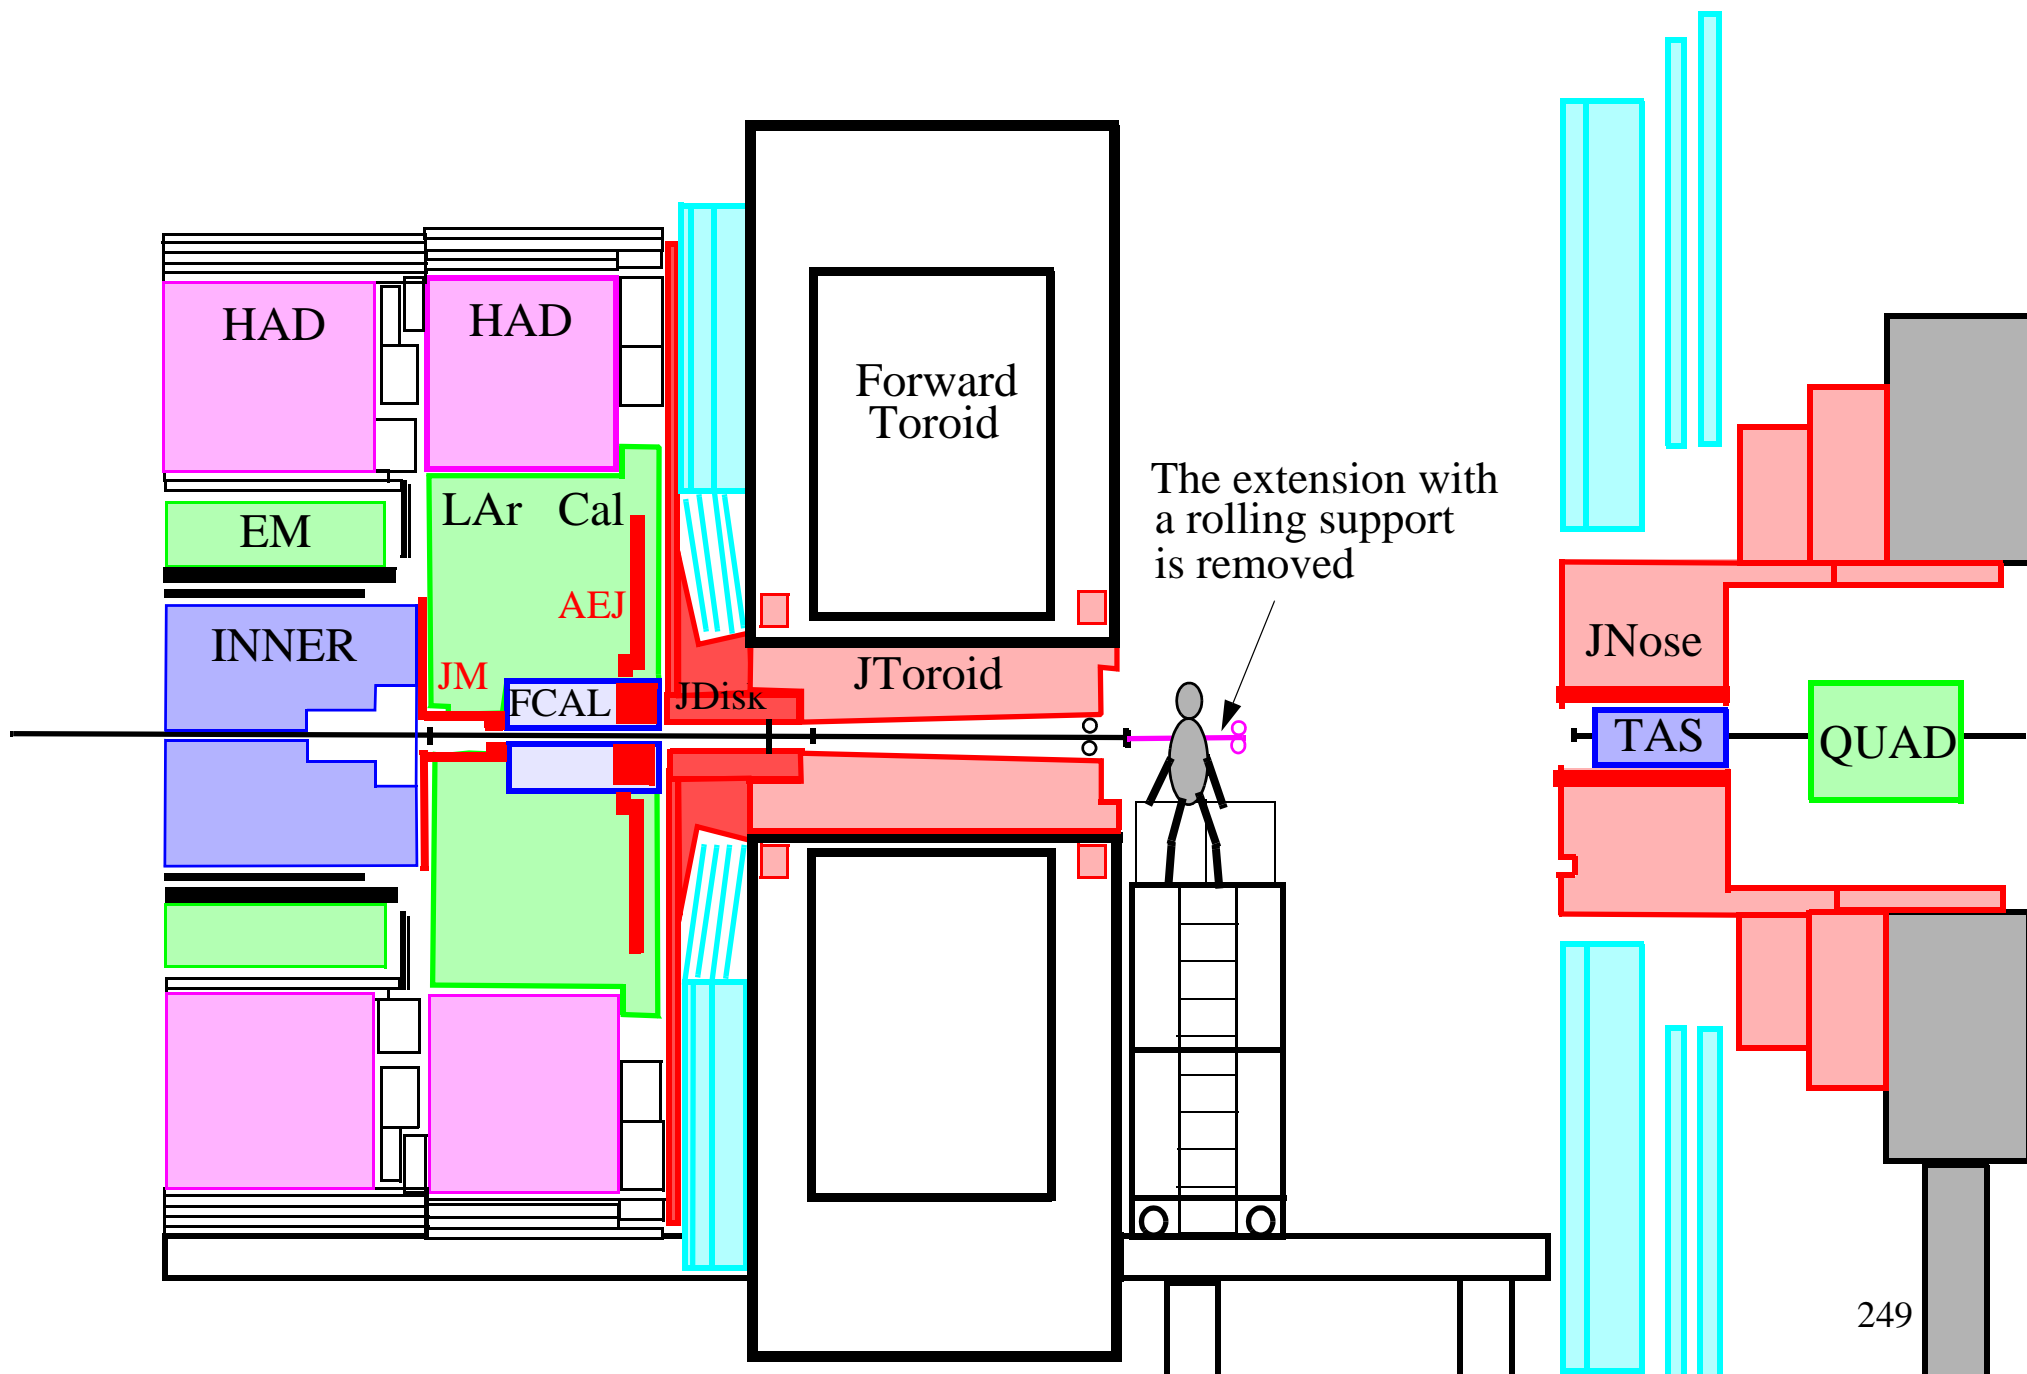 HAD
HAD
Forward
Toroid
The extension with
a rolling support
is removed
LAr Cal
EM
AEJ
INNER
JM
FCAL
JDisk
JToroid
JNose
TAS
QUAD
249